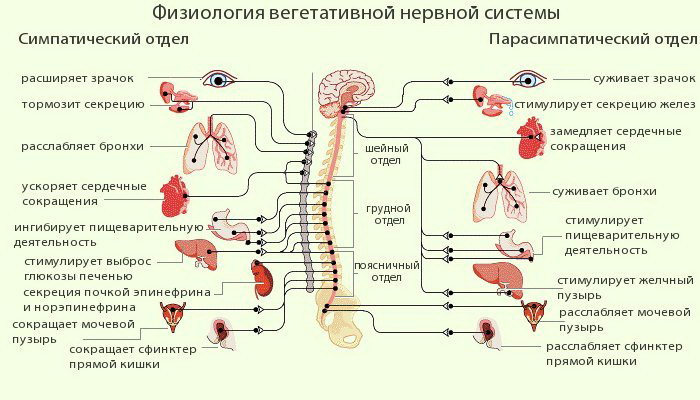 Физиология вегетативной нервной системы
Симпатический отдел
расширяет зрачок
тормозит секрецию
расслабляет бронхи
ускоряет сердечные
сокращения
ингибирует пищеварительную
деятельность
стимулирует выброс
глюкозы печенью
секреция почкой эпинефрина
и норэпинефрина
сокращает мочевой
пузырь
сокращает сфинктер
прямой кишки
шейный
отдел
грудной
отдел
поясничный
отдел
Парасимпатический отдел
суживает зрачок
стимулирует секрецию желез
замедляет сердечные
сокращения
суживает бронхи
стимулирует
пищеварительную
деятельность
стимулирует желчный
пузырь
расслабляет мочевой
пузырь
расслабляет сфинктер
прямой кишки